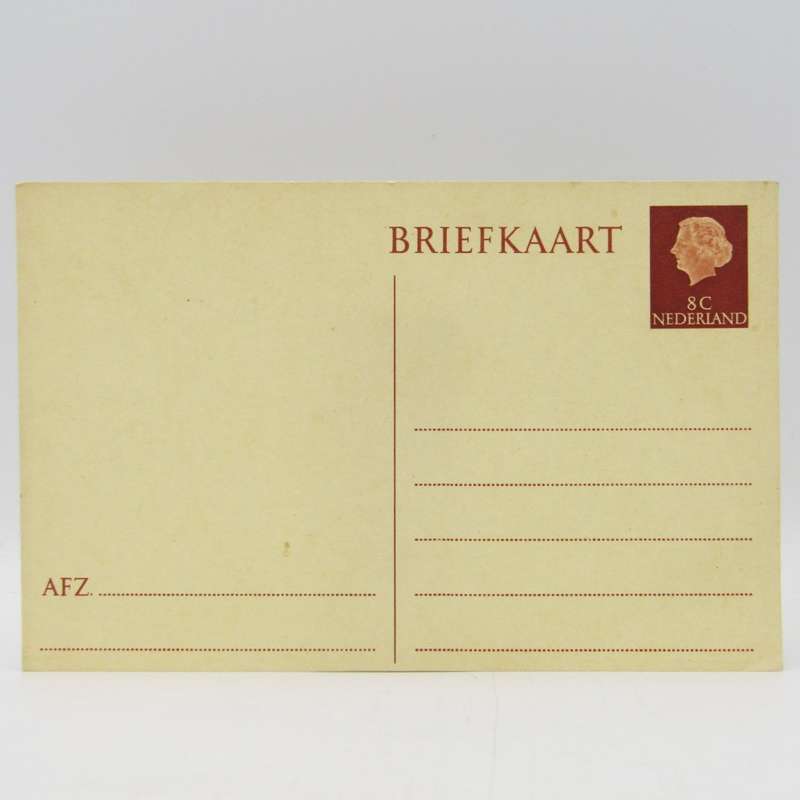 BRIEFKAART
8 C
NEDERLAND
AFZ.